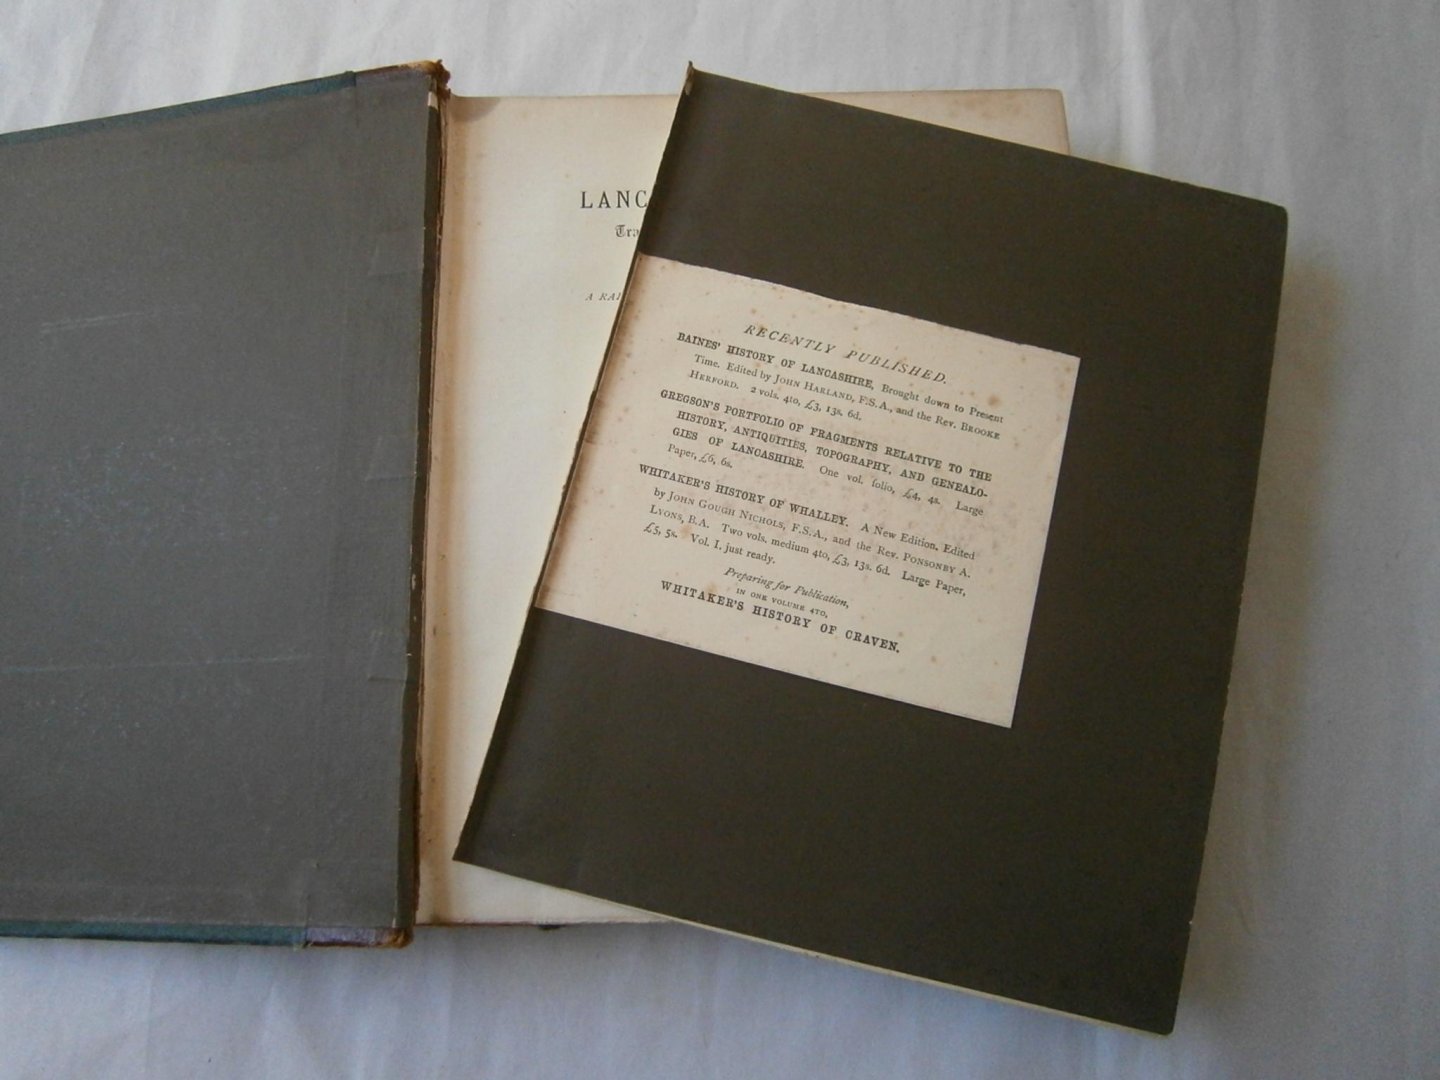 LANC
Tra
A RA
RECENTLY PUBLISHED.
BAINES' HISTORY OF LANCASHIRE, Brought down to Present
Time. Edited by JOHN HARLAND, F.S.A., and the Rev. BROOKE
HERFORD. 2 vols. 4to, £3, 13s. 6d.
GREGSON'S PORTFOLIO OF FRAGMENTS RELATIVE TO THE
HISTORY, ANTIQUITIES, TOPOGRAPHY, AND GENEALO-
GIES OF LANCASHIRE. One vol. folio, £4, 4s. Large
Paper, £6, 6s.
WHITAKER'S HISTORY OF WHALLEY. A New Edition. Edited
by JOHN GOUGH NICHOLS, F.S.A., and the Rev. PONSONBY A.
LYONS, B.A. Two vols. medium 4to, £3, 13s. 6d. Large Paper,
£5, 5s. Vol. I. just ready.
Preparing for Publication,
IN ONE VOLUME 4TO,
WHITAKER'S HISTORY OF CRAVEN.